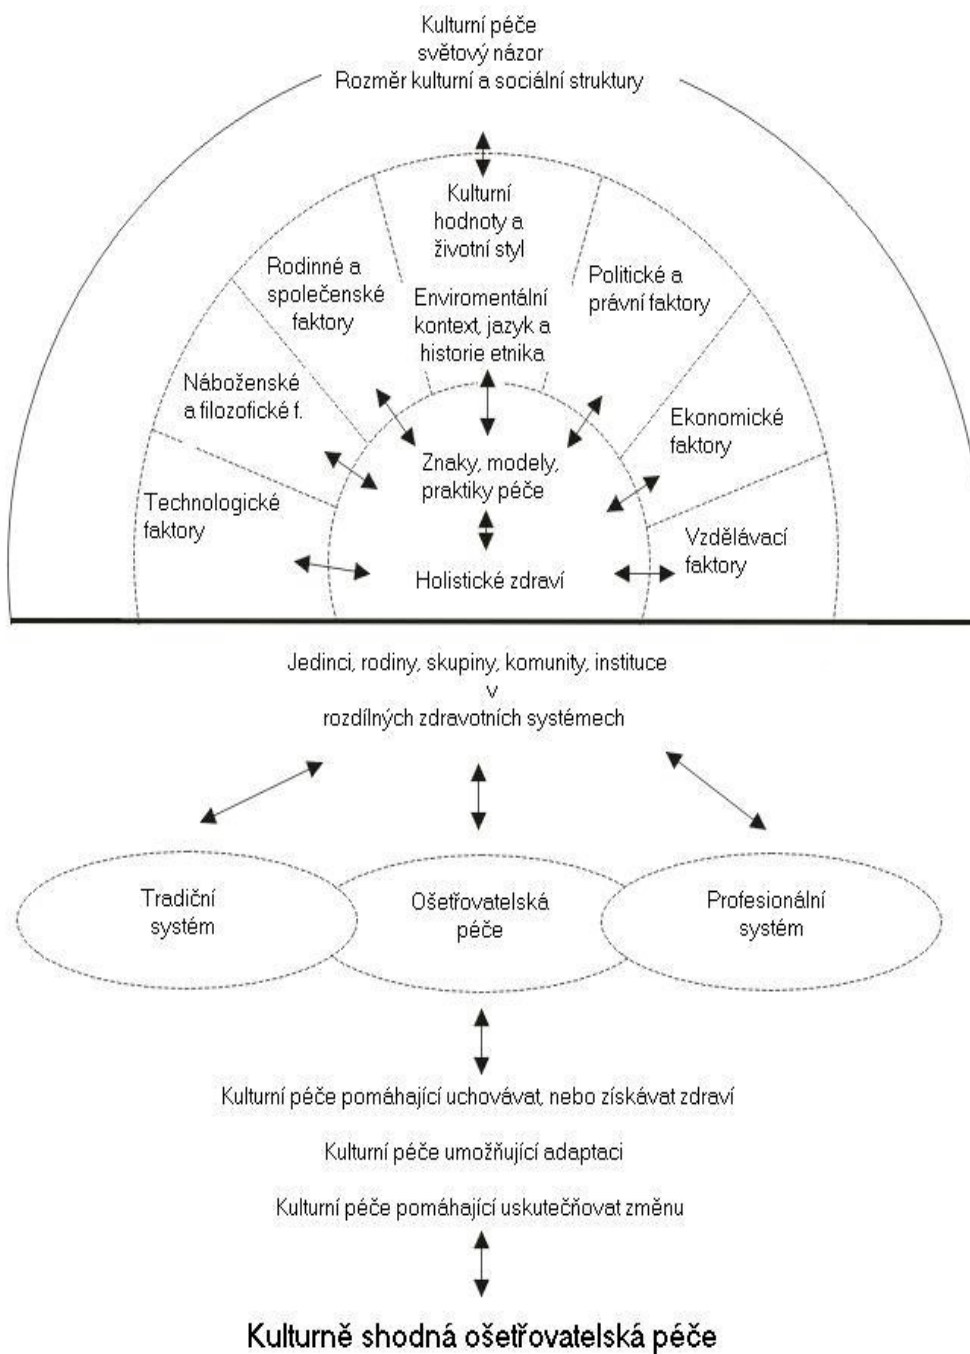 Kulturní péče
světový názor
Rozměr kulturní a sociální struktury
Kulturní
hodnoty a
životní styl
Rodinné a
společenské
faktory
Politické a
právní faktory
Enviromentální
kontext, jazyk a
historie etnika
Náboženské
a filozofické f.
Ekonomické
faktory
Znaky, modely,
praktiky péče
Technologické
faktory
Vzdělávací
faktory
Holistické zdraví
Jedinci, rodiny, skupiny, komunity, instituce
v
rozdílných zdravotních systémech
Tradiční
systém
Ošetřovatelská
péče
Profesionální
systém
Kulturní péče pomáhající uchovávat, nebo získávat zdraví
Kulturní péče umožňující adaptaci
Kulturní péče pomáhající uskutečňovat změnu
Kulturně shodná ošetřovatelská péče